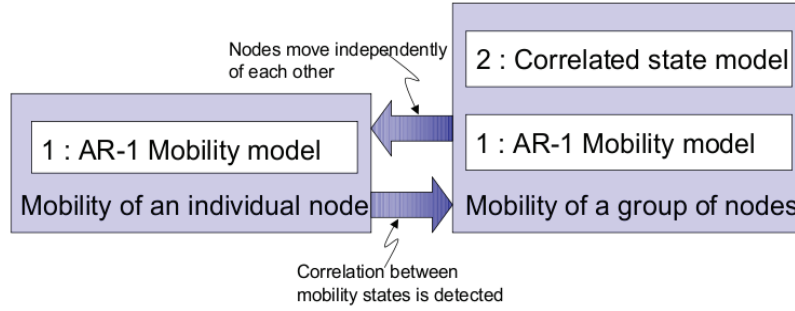 Nodes move independently
of each other
2 : Correlated state model
1 : AR-1 Mobility model
1 : AR-1 Mobility model
Mobility of an individual node
Mobility of a group of nodes
Correlation between
mobility states is detected